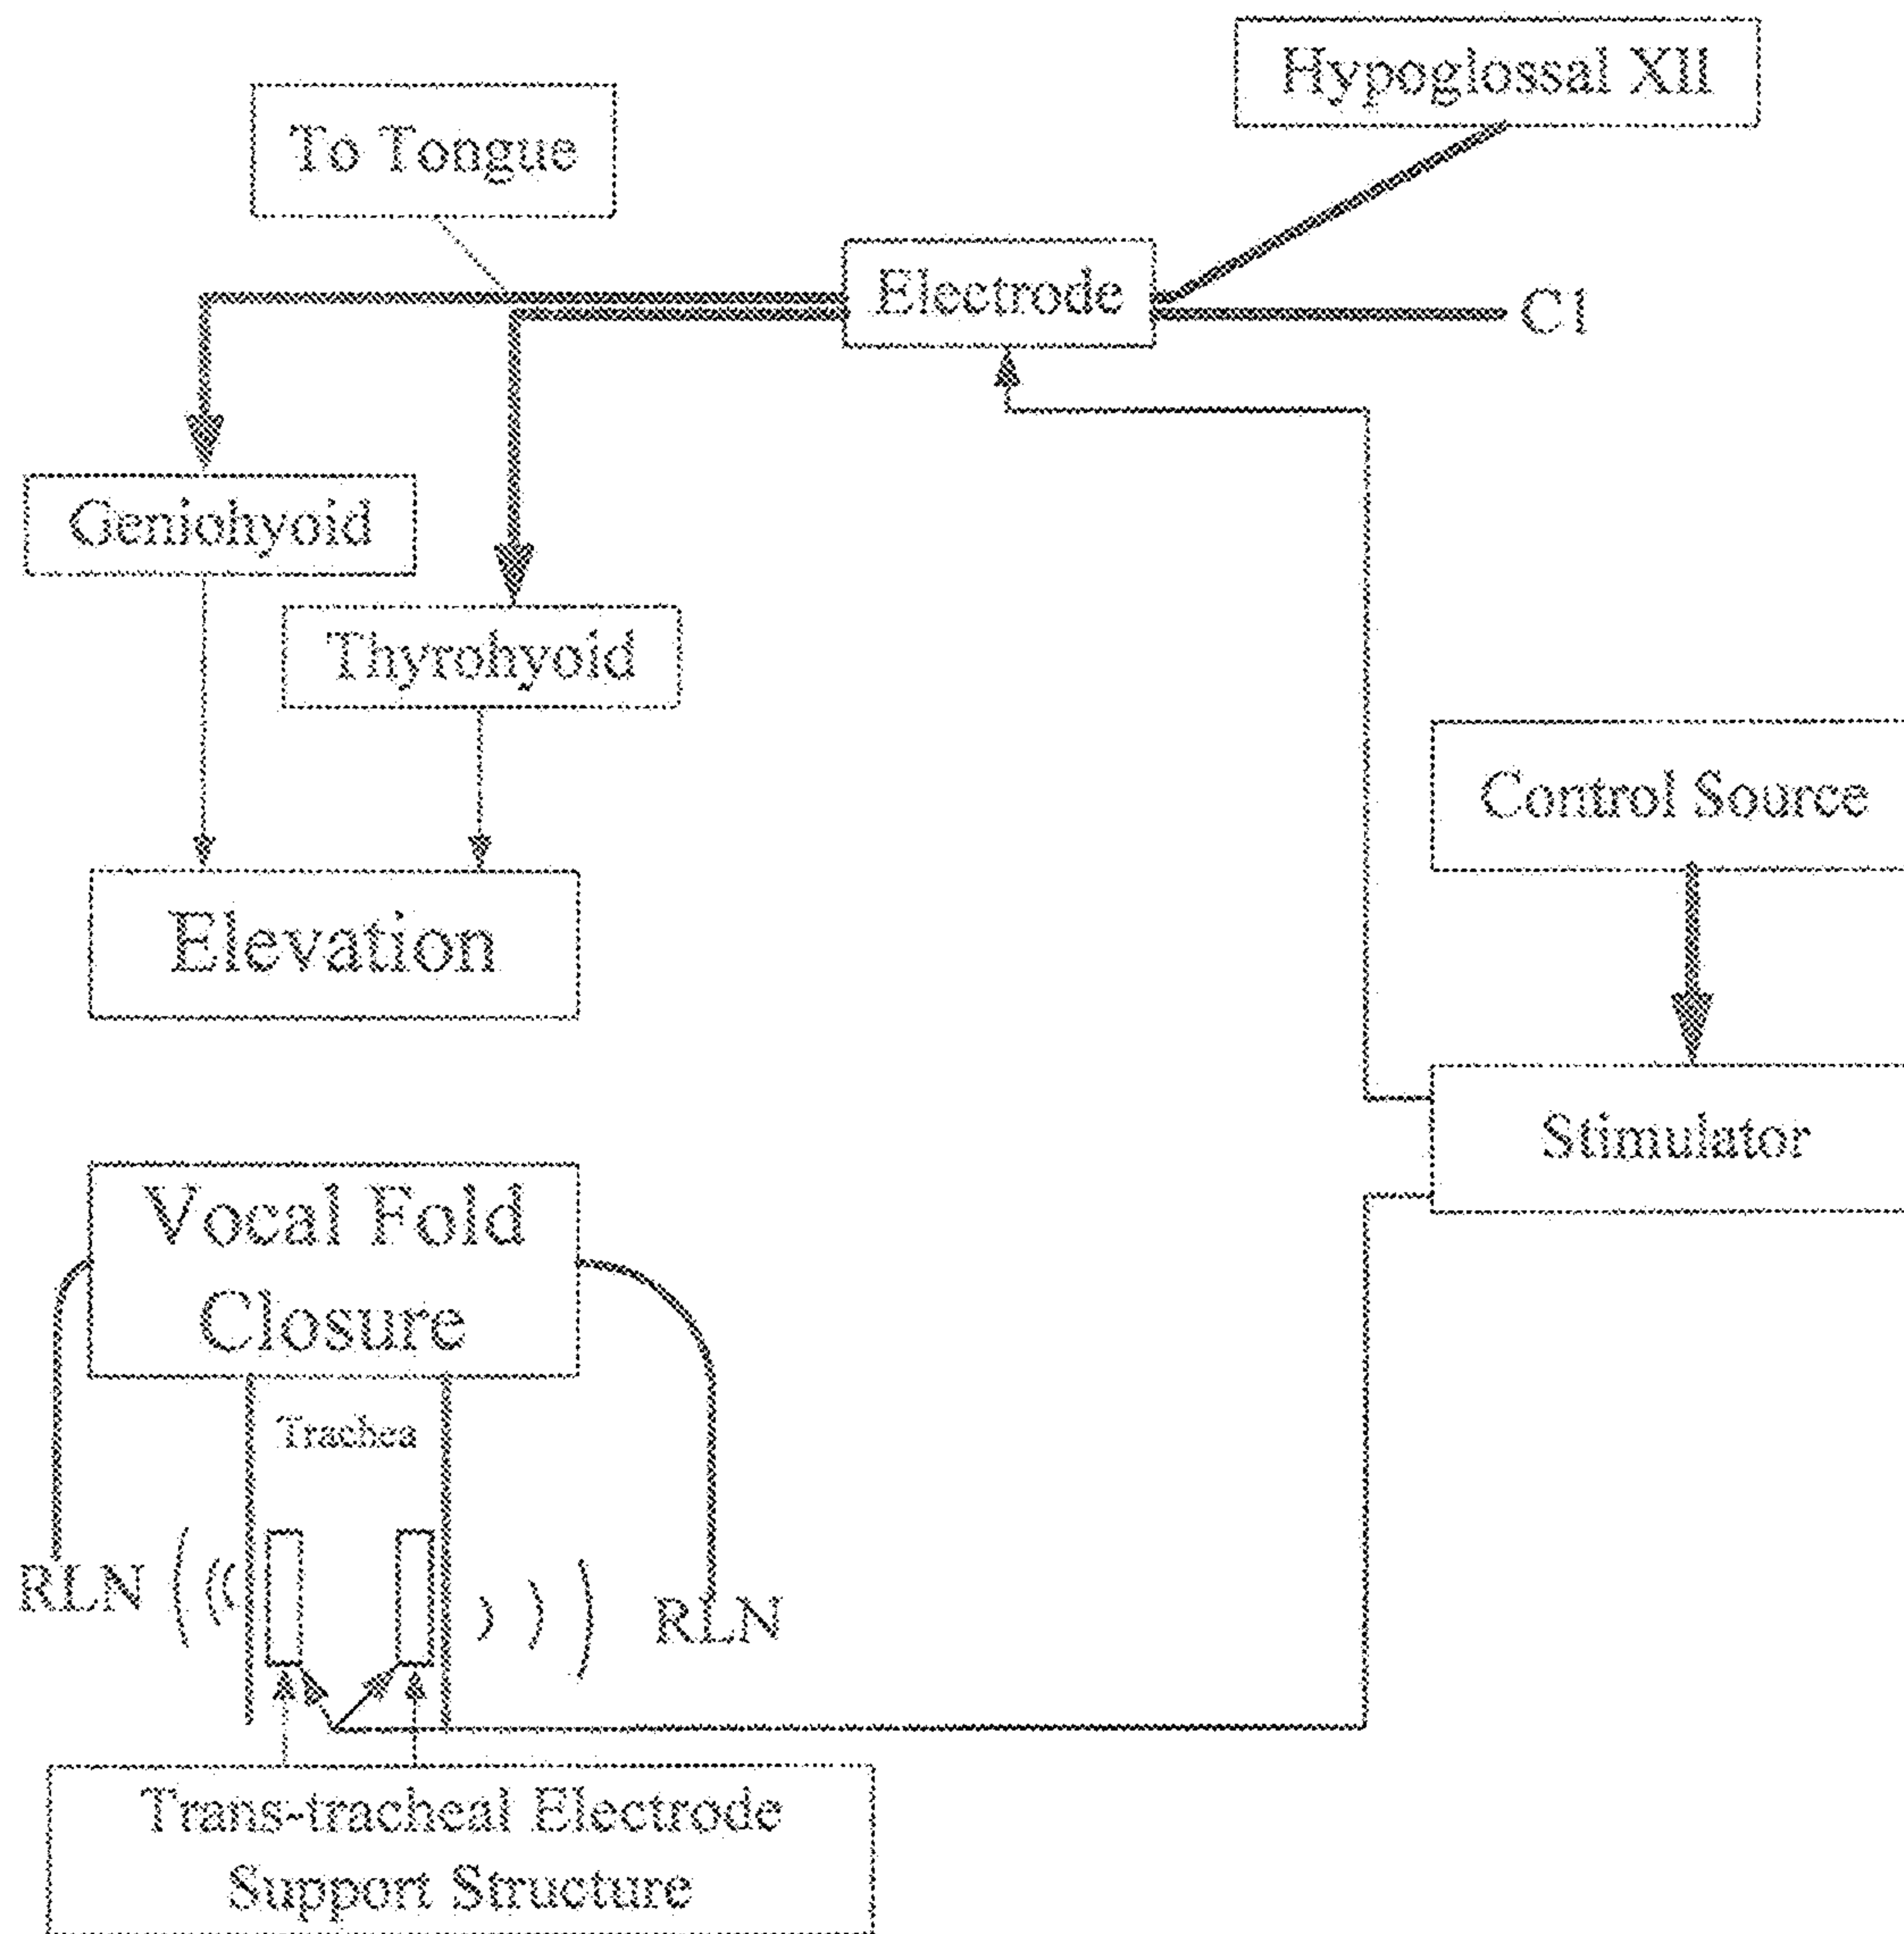 Hypoglossal XII
To Tongue
Electrode
C1
Geniohyoid
Thyrohyoid
Control Source
Elevation
Stimulator
Vocal Fold
Closure
Trachea
RLN
RLN
Trans-tracheal Electrode
Support Structure